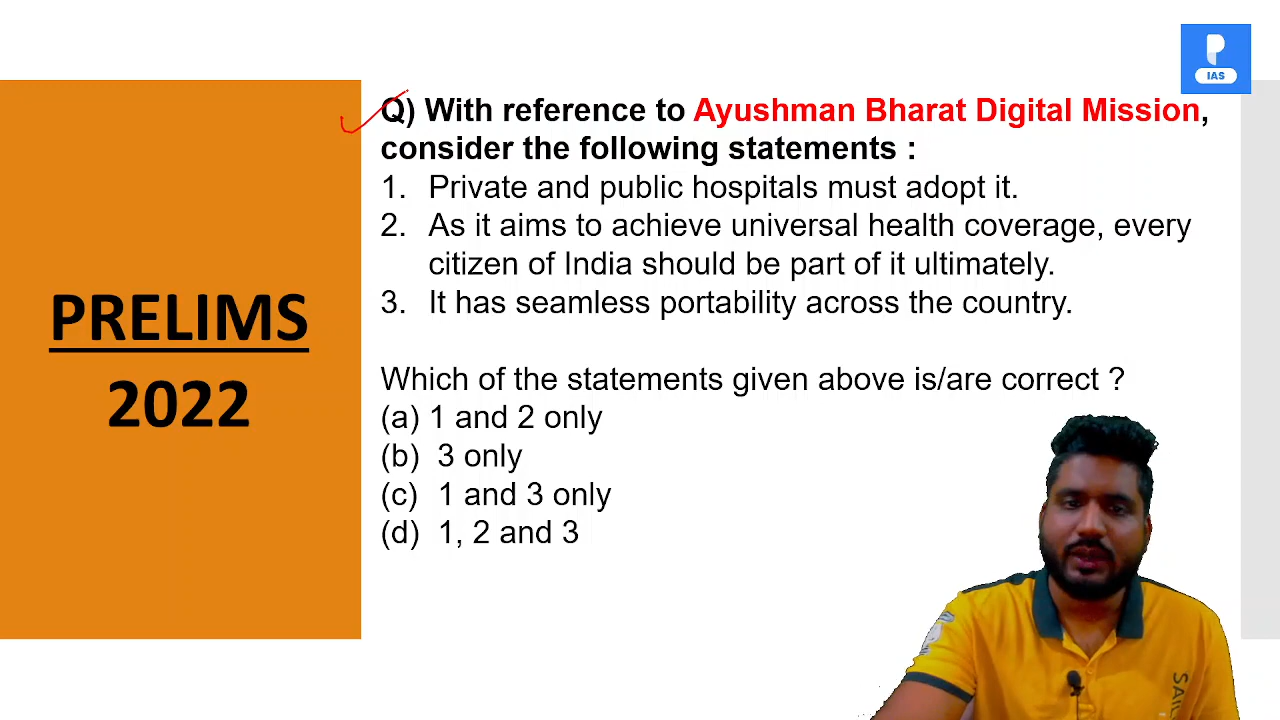 IAS
Q) With reference to Ayushman Bharat Digital Mission,
consider the following statements :
1. Private and public hospitals must adopt it.
2. As it aims to achieve universal health coverage, every
citizen of India should be part of it ultimately.
3. It has seamless portability across the country.
PRELIMS
2022
Which of the statements given above is/are correct ?
(a) 1 and 2 only
(b) 3 only
(c) 1 and 3 only
(d) 1, 2 and 3